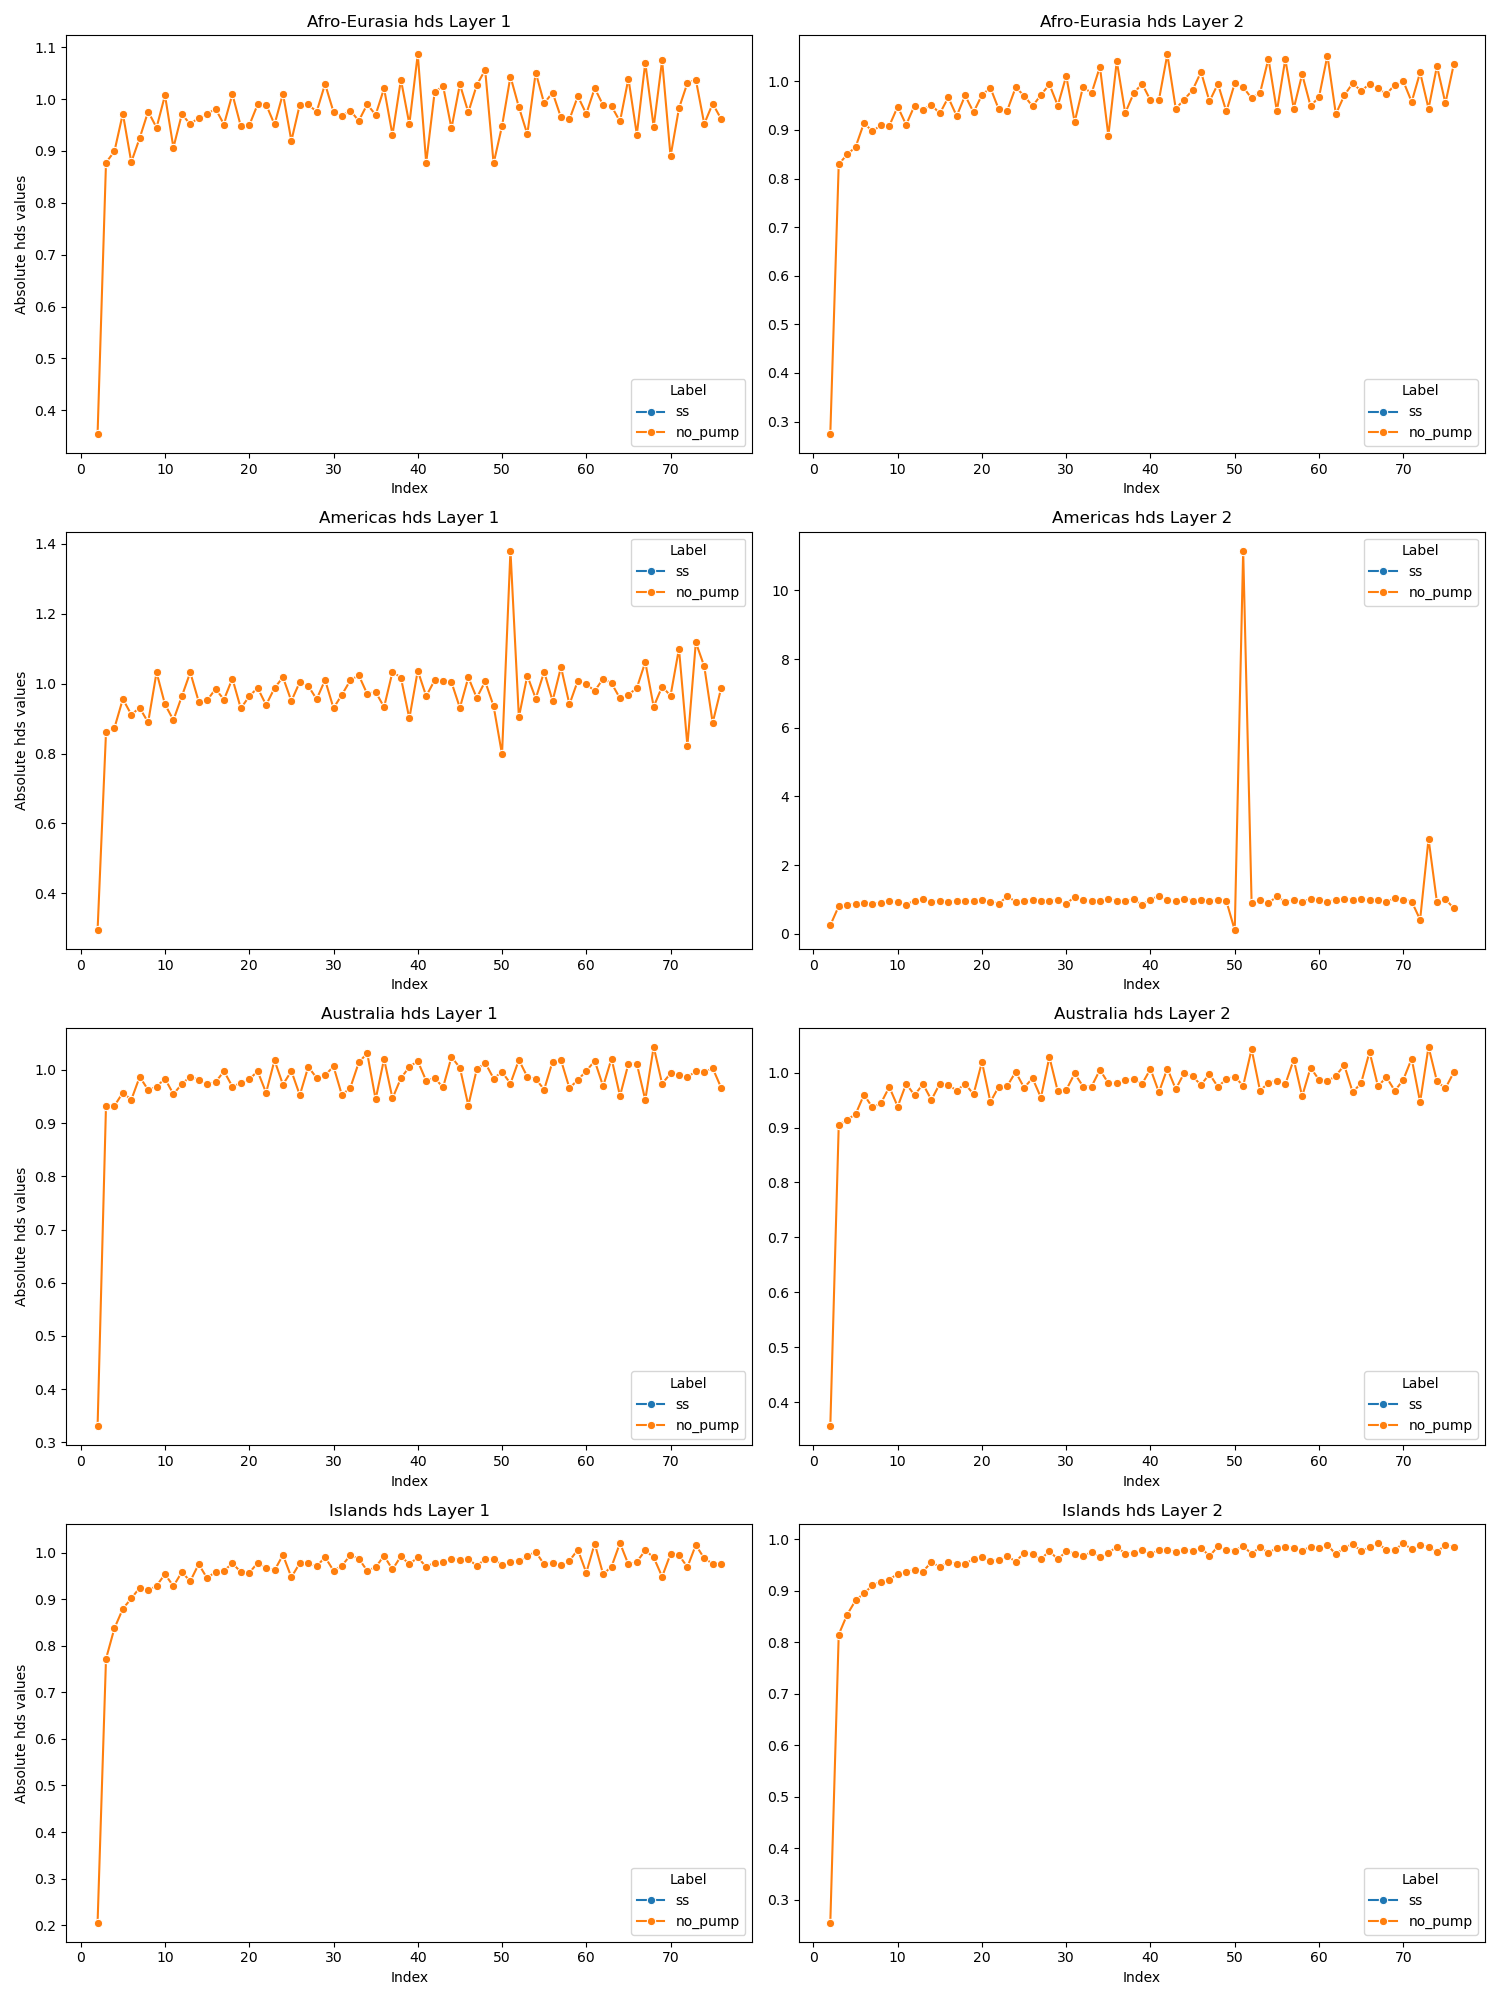 Afro-Eurasia hds Layer 1
Absolute hds values
1.1
1.0
0.9
0.8
0.7
0.6
0.5
0.4
0 10 20 30 40 50 60 70
Index
Label
ss
no_pump
Afro-Eurasia hds Layer 2
1.0
0.9
0.8
0.7
0.6
0.5
0.4
0.3
0 10 20 30 40 50 60 70
Index
Label
ss
no_pump
Americas hds Layer 1
Absolute hds values
1.4
1.2
1.0
0.8
0.6
0.4
0 10 20 30 40 50 60 70
Index
Label
ss
no_pump
Americas hds Layer 2
10
8
6
4
2
0
0 10 20 30 40 50 60 70
Index
Label
ss
no_pump
Australia hds Layer 1
Absolute hds values
1.0
0.9
0.8
0.7
0.6
0.5
0.4
0.3
0 10 20 30 40 50 60 70
Index
Label
ss
no_pump
Australia hds Layer 2
1.0
0.9
0.8
0.7
0.6
0.5
0.4
0 10 20 30 40 50 60 70
Index
Label
ss
no_pump
Islands hds Layer 1
Absolute hds values
1.0
0.9
0.8
0.7
0.6
0.5
0.4
0.3
0.2
0 10 20 30 40 50 60 70
Index
Label
ss
no_pump
Islands hds Layer 2
1.0
0.9
0.8
0.7
0.6
0.5
0.4
0.3
0 10 20 30 40 50 60 70
Index
Label
ss
no_pump